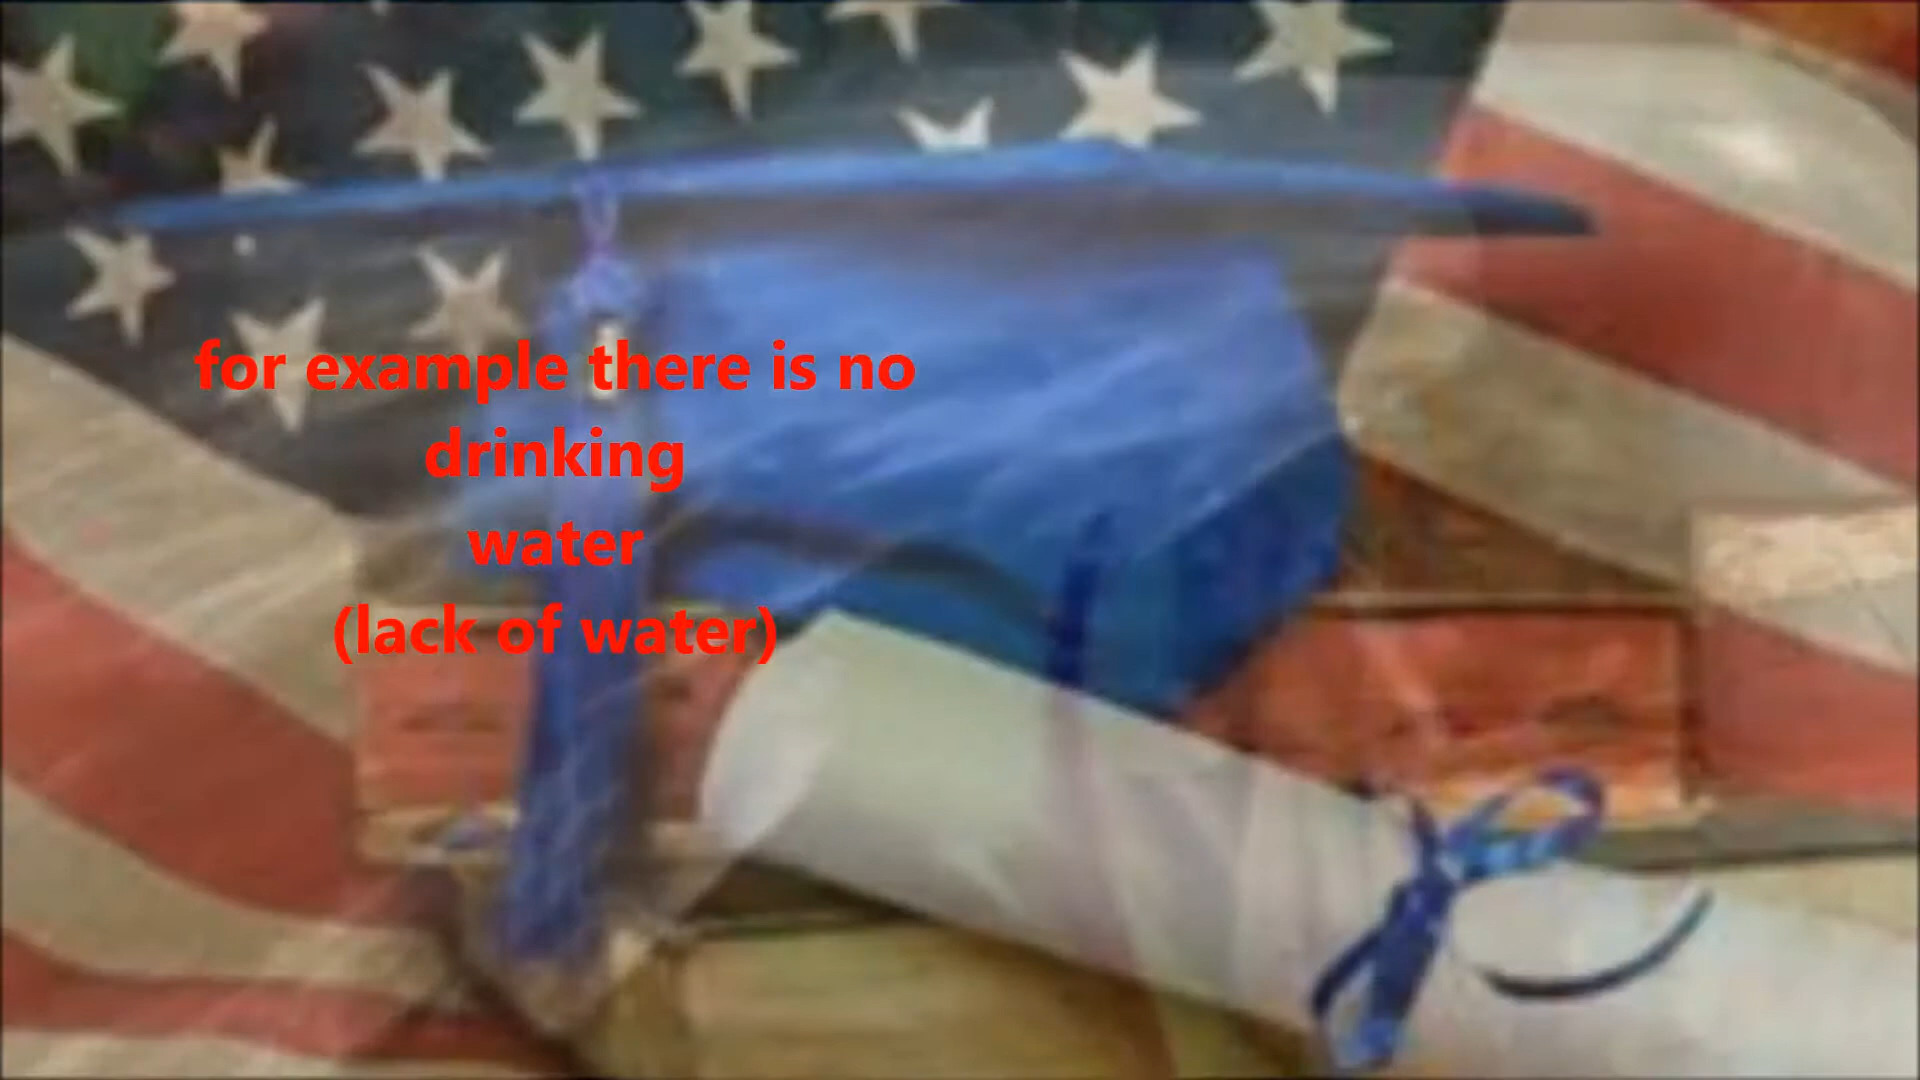 for example there is no
drinking
water
(lack of water)